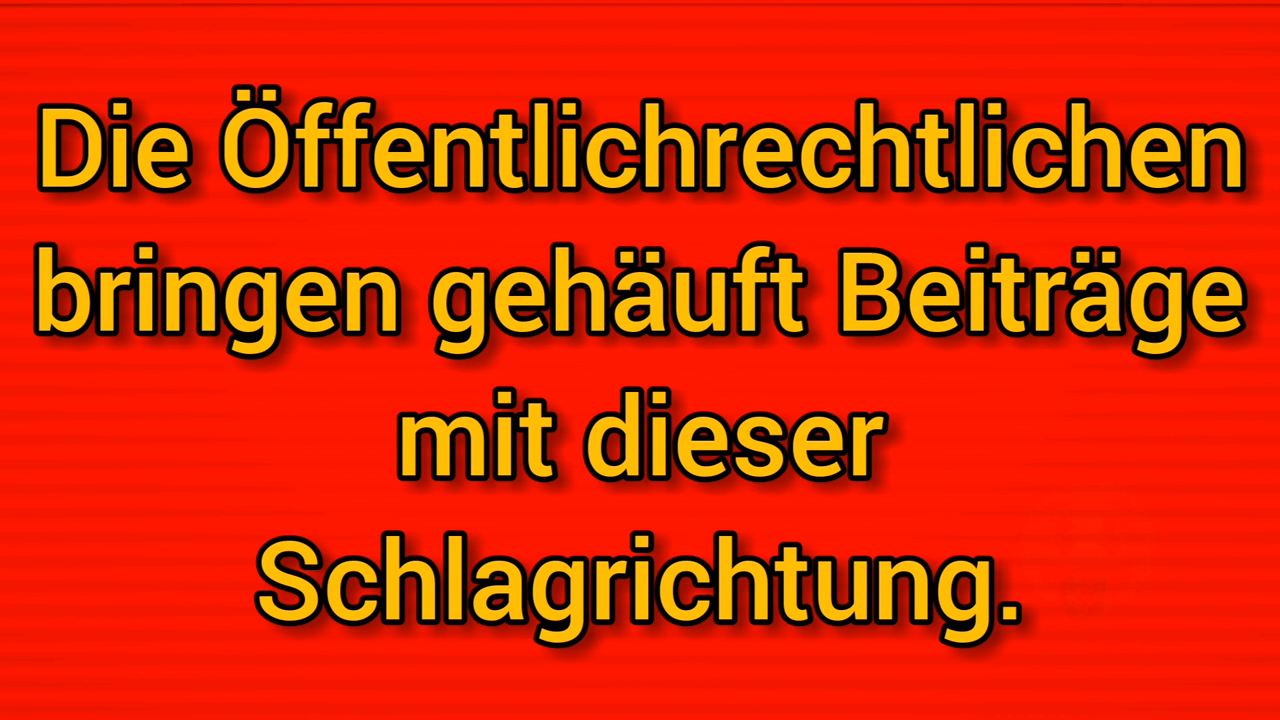 Die Öffentlichrechtlichen
bringen gehäuft Beiträge
mit dieser
Schlagrichtung.